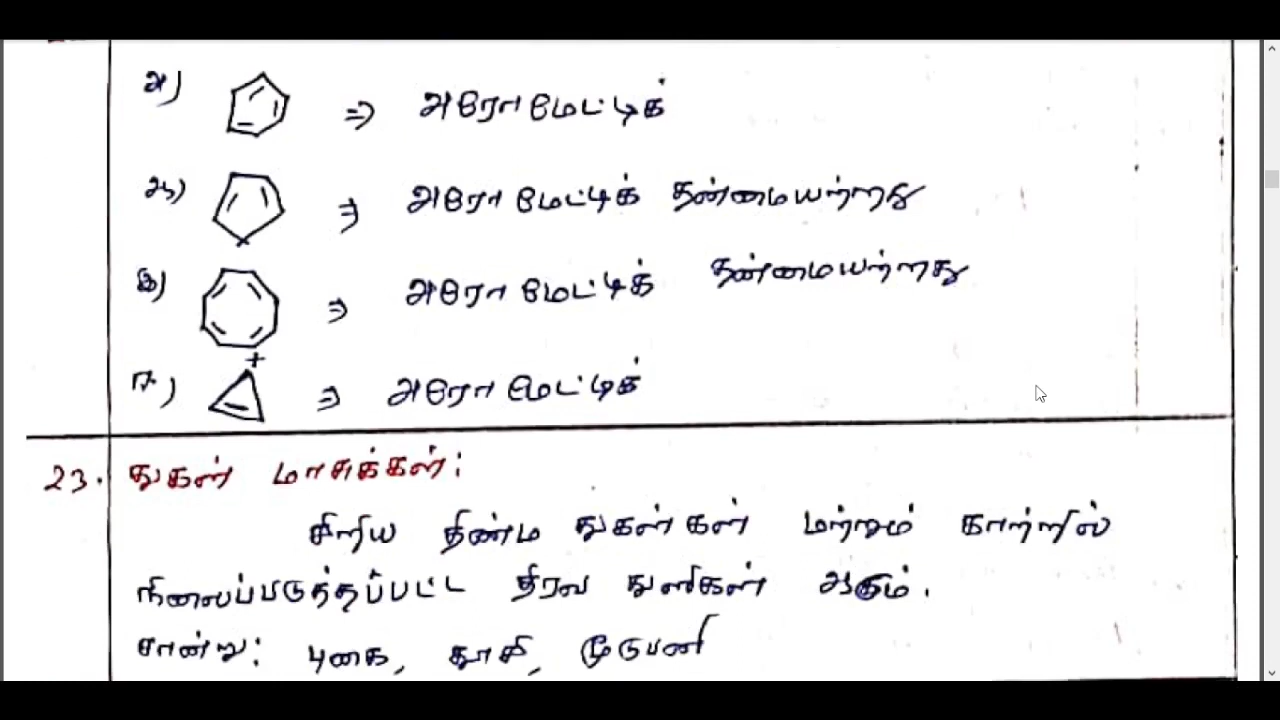 அ) ⇒ அரோமேட்டிக்
ஆ) ⇒ அரோமேட்டிக் தன்மையற்றது
இ) ⇒ அரோமேட்டிக் தன்மையற்றது
+
ஈ) ⇒ அரோமேட்டிக்
23. துகள் மாசுக்கள்:
சிறிய திண்ம துகள்கள் மற்றும் காற்றில்
நிலைப்படுத்தப்பட்ட திரவ துளிகள் ஆகும்.
சான்று: புகை, தூசி, மூடுபனி